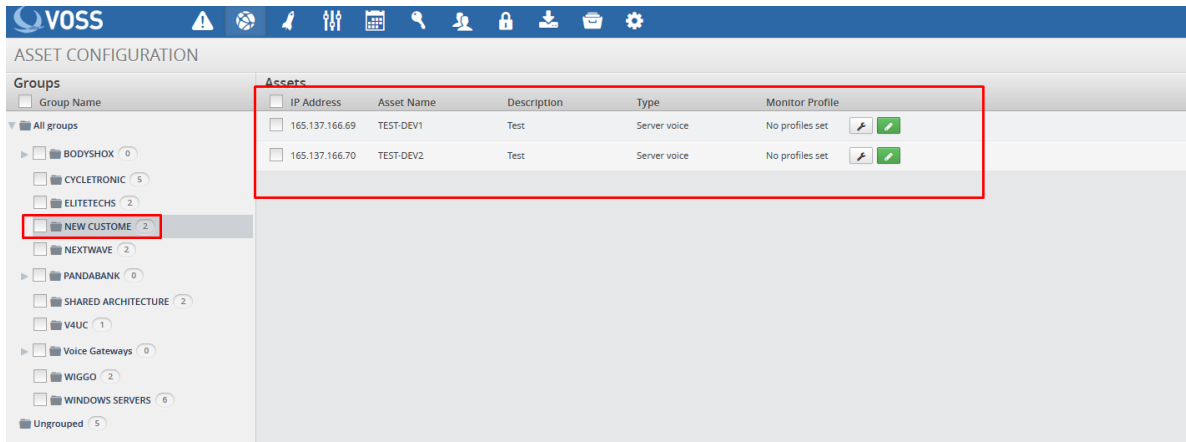 VOSS
ASSET CONFIGURATION
Groups
Group Name
All groups
BODYSHOX 0
CYCLETRONIC 5
ELITETECHS 2
NEW CUSTOME 2
NEXTWAVE 2
PANDABANK 0
SHARED ARCHITECTURE 2
V4UC 1
Voice Gateways 0
WIGGO 2
WINDOWS SERVERS 6
Ungrouped 5
Assets
IP Address Asset Name Description Type Monitor Profile
165.137.166.69 TEST-DEV1 Test Server voice No profiles set
165.137.166.70 TEST-DEV2 Test Server voice No profiles set